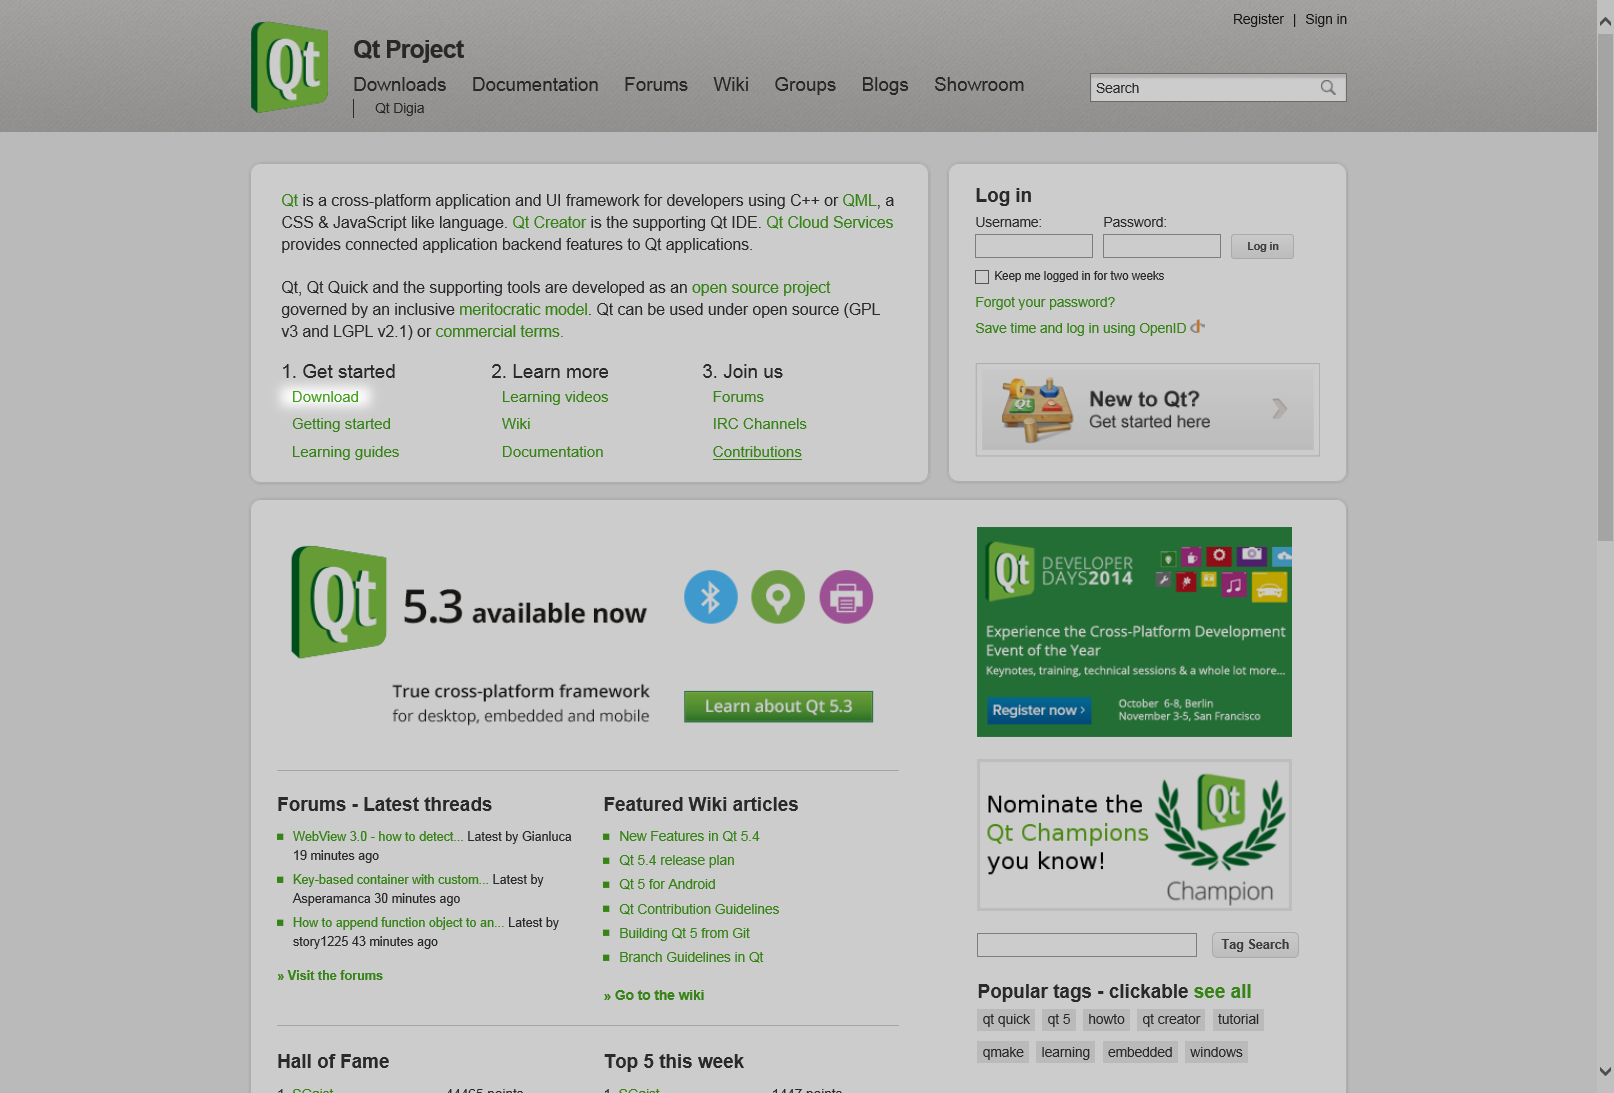 Register | Sign in
Qt
Qt Project
Downloads Documentation Forums Wiki Groups Blogs Showroom
Search
Qt Digia
Qt is a cross-platform application and UI framework for developers using C++ or QML, a
CSS & JavaScript like language. Qt Creator is the supporting Qt IDE. Qt Cloud Services
provides connected application backend features to Qt applications.
Qt, Qt Quick and the supporting tools are developed as an open source project
governed by an inclusive meritocratic model. Qt can be used under open source (GPL
v3 and LGPL v2.1) or commercial terms.
1. Get started
Download
Getting started
Learning guides
2. Learn more
Learning videos
Wiki
Documentation
3. Join us
Forums
IRC Channels
Contributions
Log in
Username: Password:
Log in
Keep me logged in for two weeks
Forgot your password?
Save time and log in using OpenID
Qt
New to Qt?
Get started here
Qt
5.3 available now
True cross-platform framework
for desktop, embedded and mobile
Learn about Qt 5.3
Qt
DEVELOPER
DAYS2014
Experience the Cross-Platform Development
Event of the Year
Keynotes, training, technical sessions & a whole lot more...
Register now ›
October 6-8, Berlin
November 3-5, San Francisco
Forums - Latest threads
WebView 3.0 - how to detect... Latest by Gianluca
19 minutes ago
Key-based container with custom... Latest by
Asperamanca 30 minutes ago
How to append function object to an... Latest by
story1225 43 minutes ago
» Visit the forums
Featured Wiki articles
New Features in Qt 5.4
Qt 5.4 release plan
Qt 5 for Android
Qt Contribution Guidelines
Building Qt 5 from Git
Branch Guidelines in Qt
» Go to the wiki
Nominate the
Qt Champions
you know!
Qt
Champion
Tag Search
Popular tags - clickable see all
qt quick qt 5 howto qt creator tutorial
qmake learning embedded windows
Hall of Fame
Top 5 this week